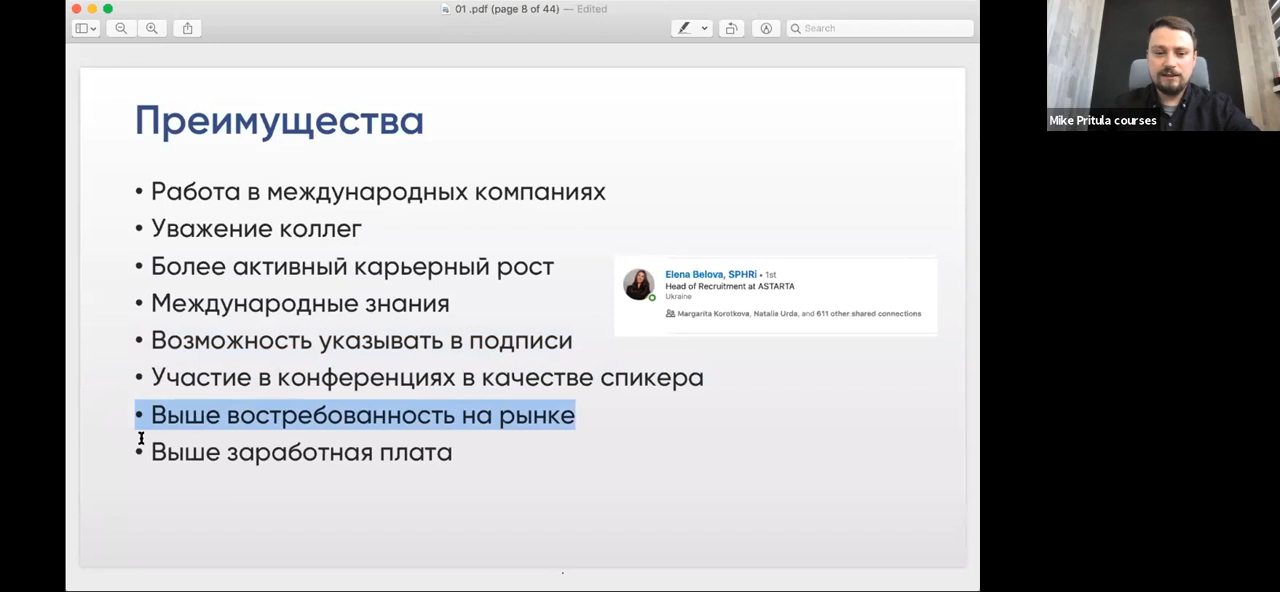 01 .pdf (page 8 of 44) — Edited
Search
Преимущества
• Работа в международных компаниях
• Уважение коллег
• Более активный карьерный рост
• Международные знания
• Возможность указывать в подписи
• Участие в конференциях в качестве спикера
• Выше востребованность на рынке
• Выше заработная плата
Elena Belova, SPHRi • 1st
Head of Recruitment at ASTARTA
Ukraine
Margarita Korotkova, Natalia Urda, and 611 other shared connections
Mike Pritula courses